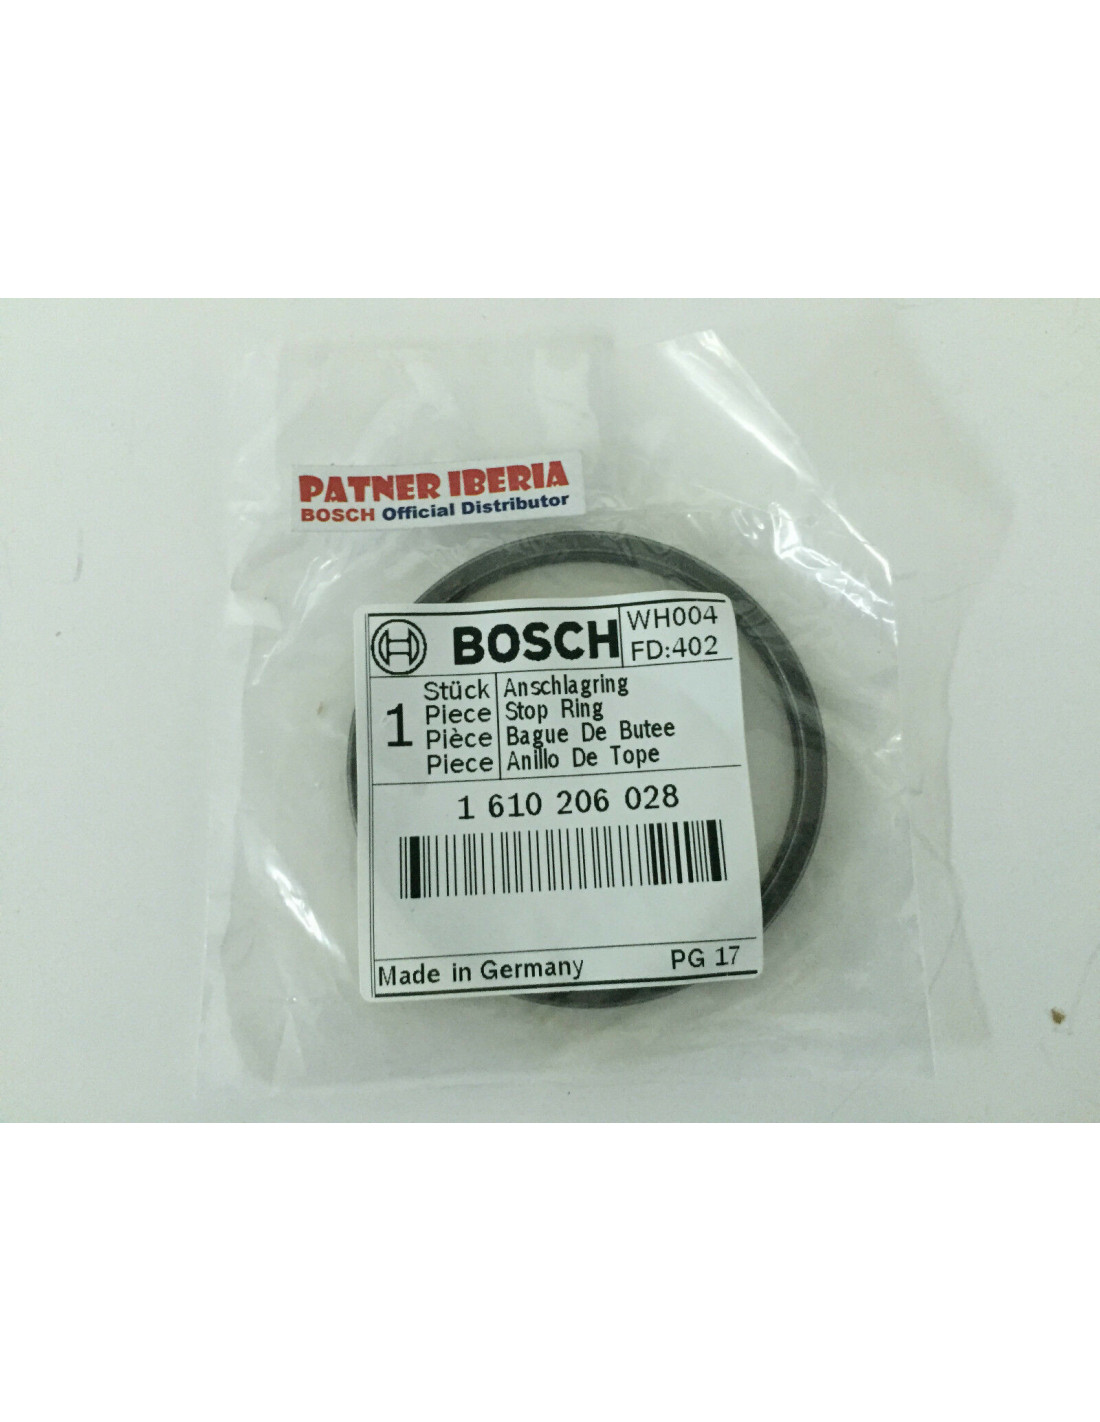 PATNER IBERIA
BOSCH Official Distributor
BOSCH
WH004
FD:402
1
Stück
Piece
Pièce
Piece
Anschlagring
Stop Ring
Bague De Butee
Anillo De Tope
1 610 206 028
Made in Germany
PG 17